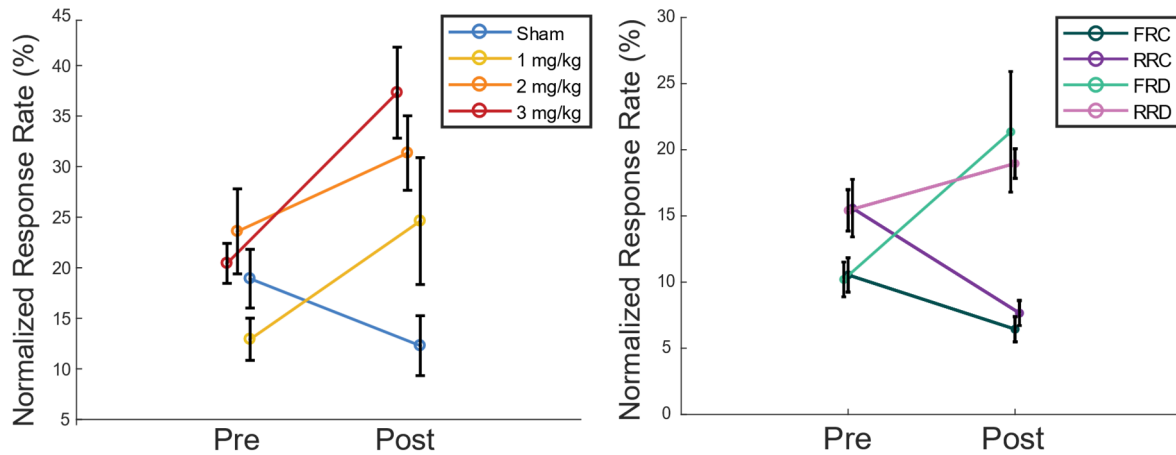 Normalized Response Rate (%)
45
40
35
30
25
20
15
10
5
Pre
Post
Sham
1 mg/kg
2 mg/kg
3 mg/kg
Normalized Response Rate (%)
30
25
20
15
10
5
0
Pre
Post
FRC
RRC
FRD
RRD